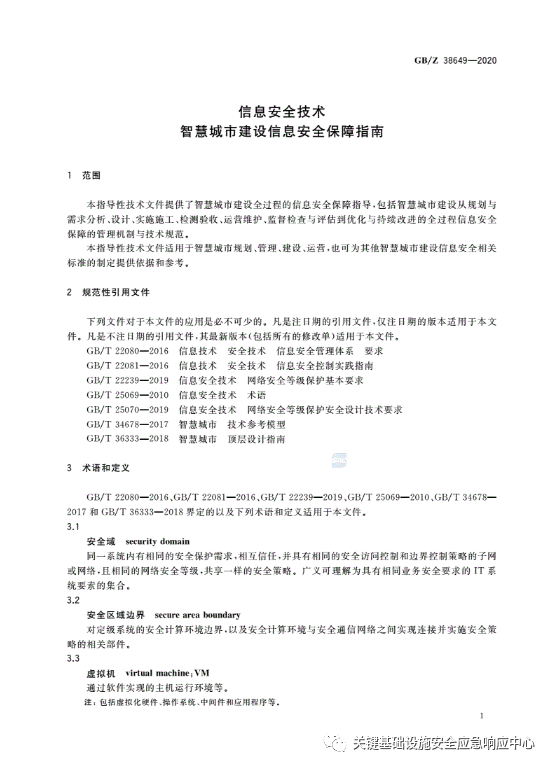 GB/Z 38649—2020
信息安全技术
智慧城市建设信息安全保障指南
1 范围
本指导性技术文件提供了智慧城市建设全过程的信息安全保障指导,包括智慧城市建设从规划与
需求分析、设计、实施施工、检测验收、运营维护、监督检查与评估到优化与持续改进的全过程信息安全
保障的管理机制与技术规范。
本指导性技术文件适用于智慧城市规划、管理、建设、运营,也可为其他智慧城市建设信息安全相关
标准的制定提供依据和参考。
2 规范性引用文件
下列文件对于本文件的应用是必不可少的。凡是注日期的引用文件,仅注日期的版本适用于本文
件。凡是不注日期的引用文件,其最新版本(包括所有的修改单)适用于本文件。
GB/T 22080—2016 信息技术 安全技术 信息安全管理体系 要求
GB/T 22081—2016 信息技术 安全技术 信息安全控制实践指南
GB/T 22239—2019 信息安全技术 网络安全等级保护基本要求
GB/T 25069—2010 信息安全技术 术语
GB/T 25070—2019 信息安全技术 网络安全等级保护安全设计技术要求
GB/T 34678—2017 智慧城市 技术参考模型
GB/T 36333—2018 智慧城市 顶层设计指南
3 术语和定义
GB/T 22080—2016、GB/T 22081—2016、GB/T 22239—2019、GB/T 25069—2010、GB/T 34678—
2017 和 GB/T 36333—2018 界定的以及下列术语和定义适用于本文件。
3.1
安全域 security domain
同一系统内有相同的安全保护需求,相互信任,并具有相同的安全访问控制和边界控制策略的子网
或网络,且相同的网络安全等级,共享一样的安全策略。广义可理解为具有相同业务安全要求的 IT 系
统要素的集合。
3.2
安全区域边界 secure area boundary
对定级系统的安全计算环境边界,以及安全计算环境与安全通信网络之间实现连接并实施安全策
略的相关部件。
3.3
虚拟机 virtual machine;VM
通过软件实现的主机运行环境等。
注:包括虚拟化硬件、操作系统、中间件和应用程序等。
1
关键基础设施安全应急响应中心